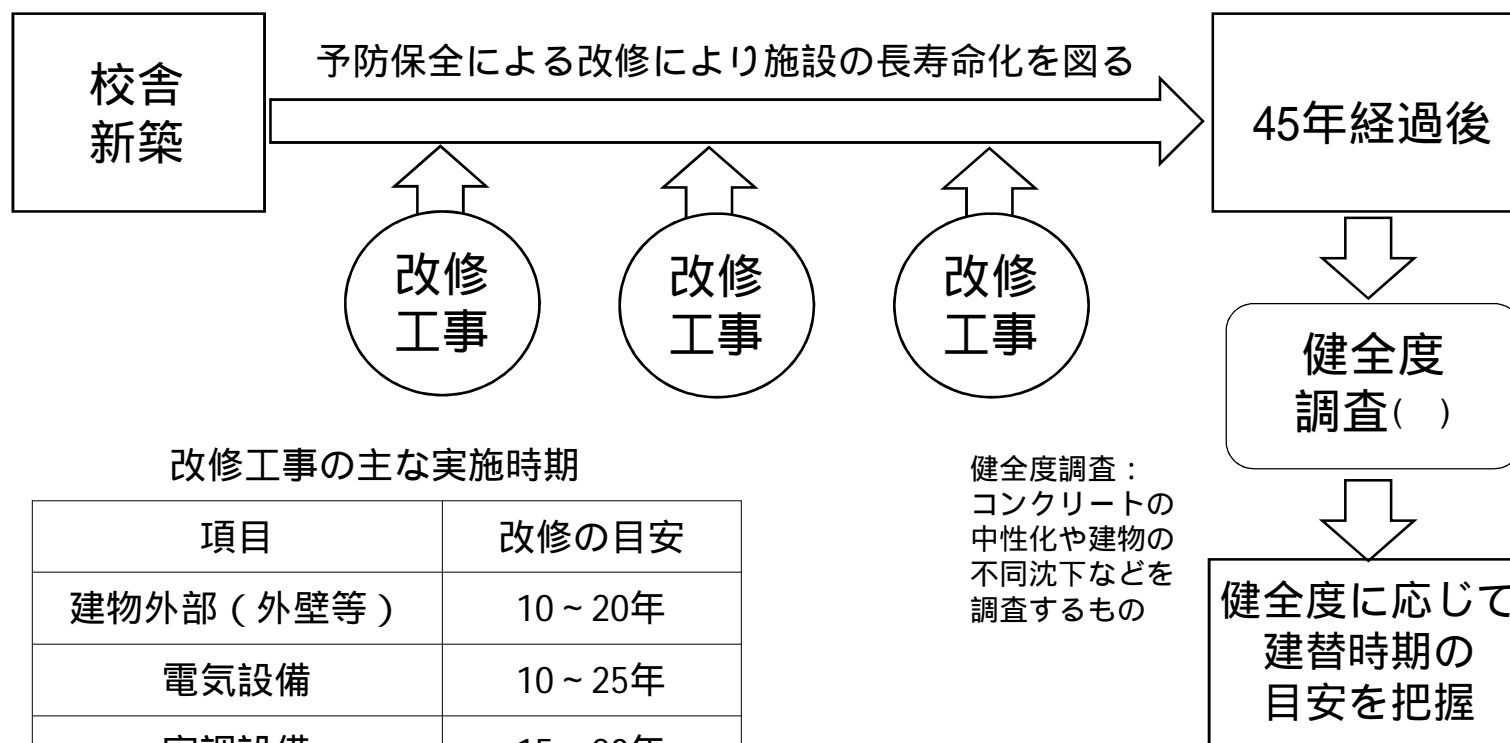 校舎
新築
予防保全による改修により施設の長寿命化を図る
45年経過後
改修
工事
改修
工事
改修
工事
健全度
調査( )
改修工事の主な実施時期
項目 改修の目安
建物外部（外壁等） 10～20年
電気設備 10～25年
健全度調査：
コンクリートの
中性化や建物の
不同沈下などを
調査するもの
健全度に応じて
建替時期の
目安を把握